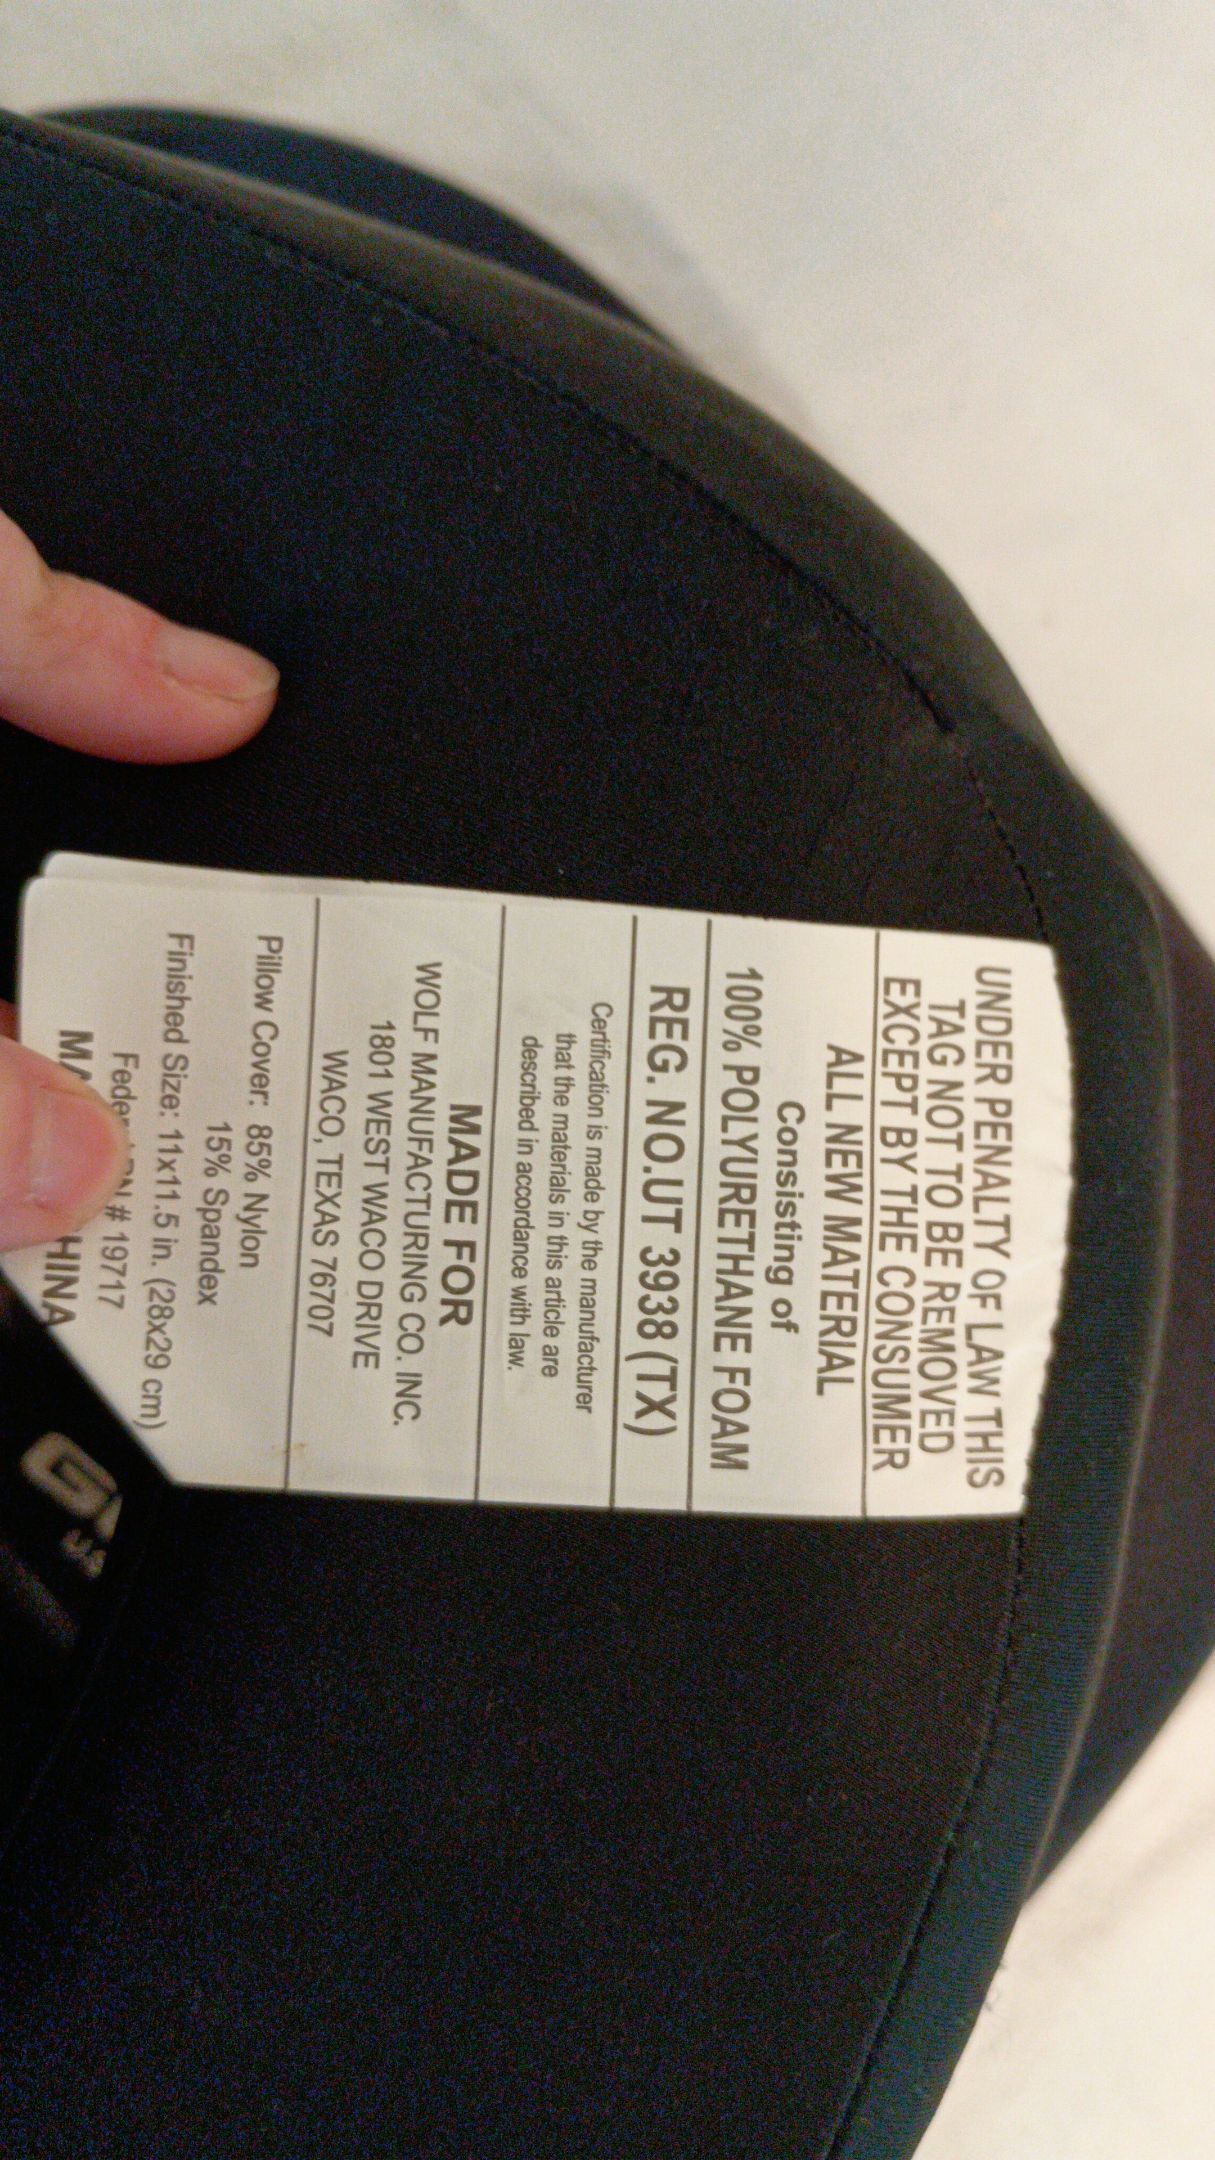 UNDER PENALTY OF LAW THIS
TAG NOT TO BE REMOVED
EXCEPT BY THE CONSUMER
ALL NEW MATERIAL
Consisting of
100% POLYURETHANE FOAM
REG. NO.UT 3938 (TX)
Certification is made by the manufacturer
that the materials in this article are
described in accordance with law.
MADE FOR
WOLF MANUFACTURING CO. INC.
1801 WEST WACO DRIVE
WACO, TEXAS 76707
Pillow Cover: 85% Nylon
15% Spandex
Finished Size: 11x11.5 in. (28x29 cm)
# 19717